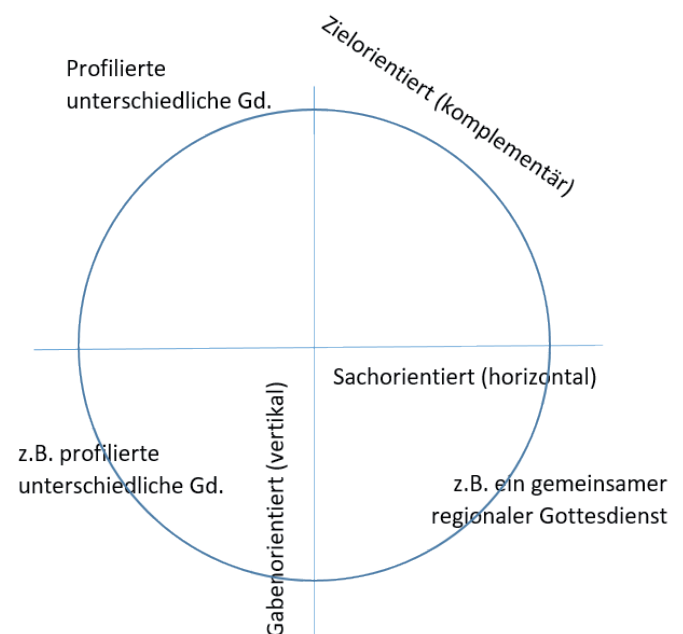 Zielorientiert (komplementär)
Profilierte
unterschiedliche Gd.
Sachorientiert (horizontal)
Gabenorientiert (vertikal)
z.B. profilierte
unterschiedliche Gd.
z.B. ein gemeinsamer
regionaler Gottesdienst